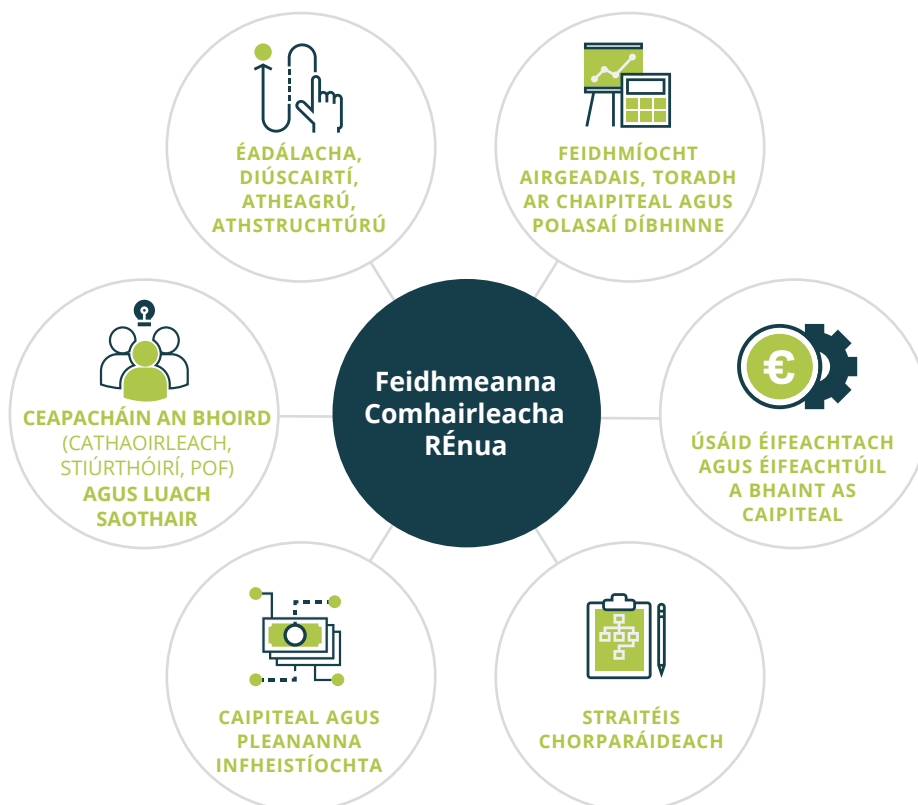 ÉADÁLACHA,
DIÚSCAIRTÍ,
ATHEAGRÚ,
ATHSTRUCHTÚRÚ
FEIDHMÍOCHT
AIRGEADAIS, TORADH
AR CHAIPITEAL AGUS
POLASAÍ DÍBHINNE
CEAPACHÁIN AN BHOIRD
(CATHAOIRLEACH,
STIÚRTHÓIRÍ, POF)
AGUS LUACH
SAOTHAIR
Feidhmeanna
Comhairleacha
RÉnua
€
ÚSÁID ÉIFEACHTACH
AGUS ÉIFEACHTÚIL
A BHAINT AS
CAIPITEAL
CAIPITEAL AGUS
PLEANANNA
INFHEISTÍOCHTA
STRAITÉIS
CHORPARÁIDEACH